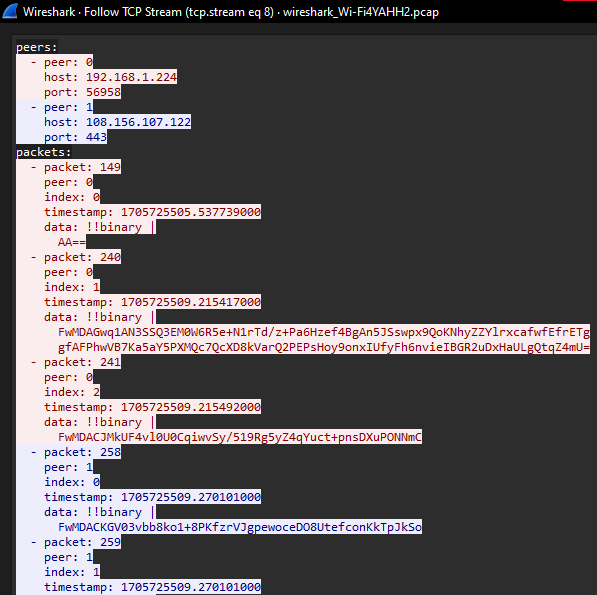 Wireshark · Follow TCP Stream (tcp.stream eq 8) · wireshark_Wi-Fi4YAHH2.pcap
peers:
- peer: 0
host: 192.168.1.224
port: 56958
- peer: 1
host: 108.156.107.122
port: 443
packets:
- packet: 149
peer: 0
index: 0
timestamp: 1705725505.537739000
data: !!binary |
AA==
- packet: 240
peer: 0
index: 1
timestamp: 1705725509.215417000
data: !!binary |
FwMDAGwq1AN3SSQ3EM0W6R5e+N1rTd/z+Pa6Hzef4BgAn5JSswpx9QoKNhyZZYlrxcafwfEfrETg
gfAFPhwVB7Ka5aY5PXMQc7QcXD8kVarQ2PEPsHoy9onxIUfyFh6nvieIBGR2uDxHaULgQtqZ4mU=
- packet: 241
peer: 0
index: 2
timestamp: 1705725509.215492000
data: !!binary |
FwMDACJMkUF4vl0U0CqiwvSy/519Rg5yZ4qYuct+pnsDXuPONNmC
- packet: 258
peer: 1
index: 0
timestamp: 1705725509.270101000
data: !!binary |
FwMDACKGV03vbb8ko1+8PKfzrVJgpewoceDO8UtefconKkTpJkSo
- packet: 259
peer: 1
index: 1
timestamp: 1705725509.270101000